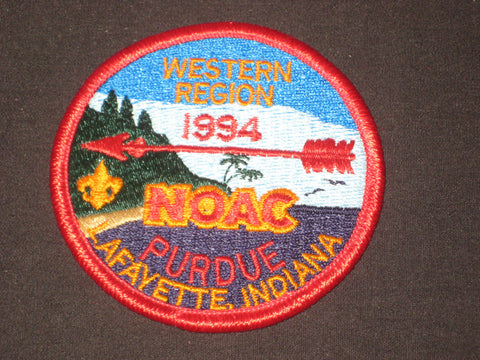 WESTERN
REGION
1994
NOAC
PURDUE
LAFAYETTE, INDIANA